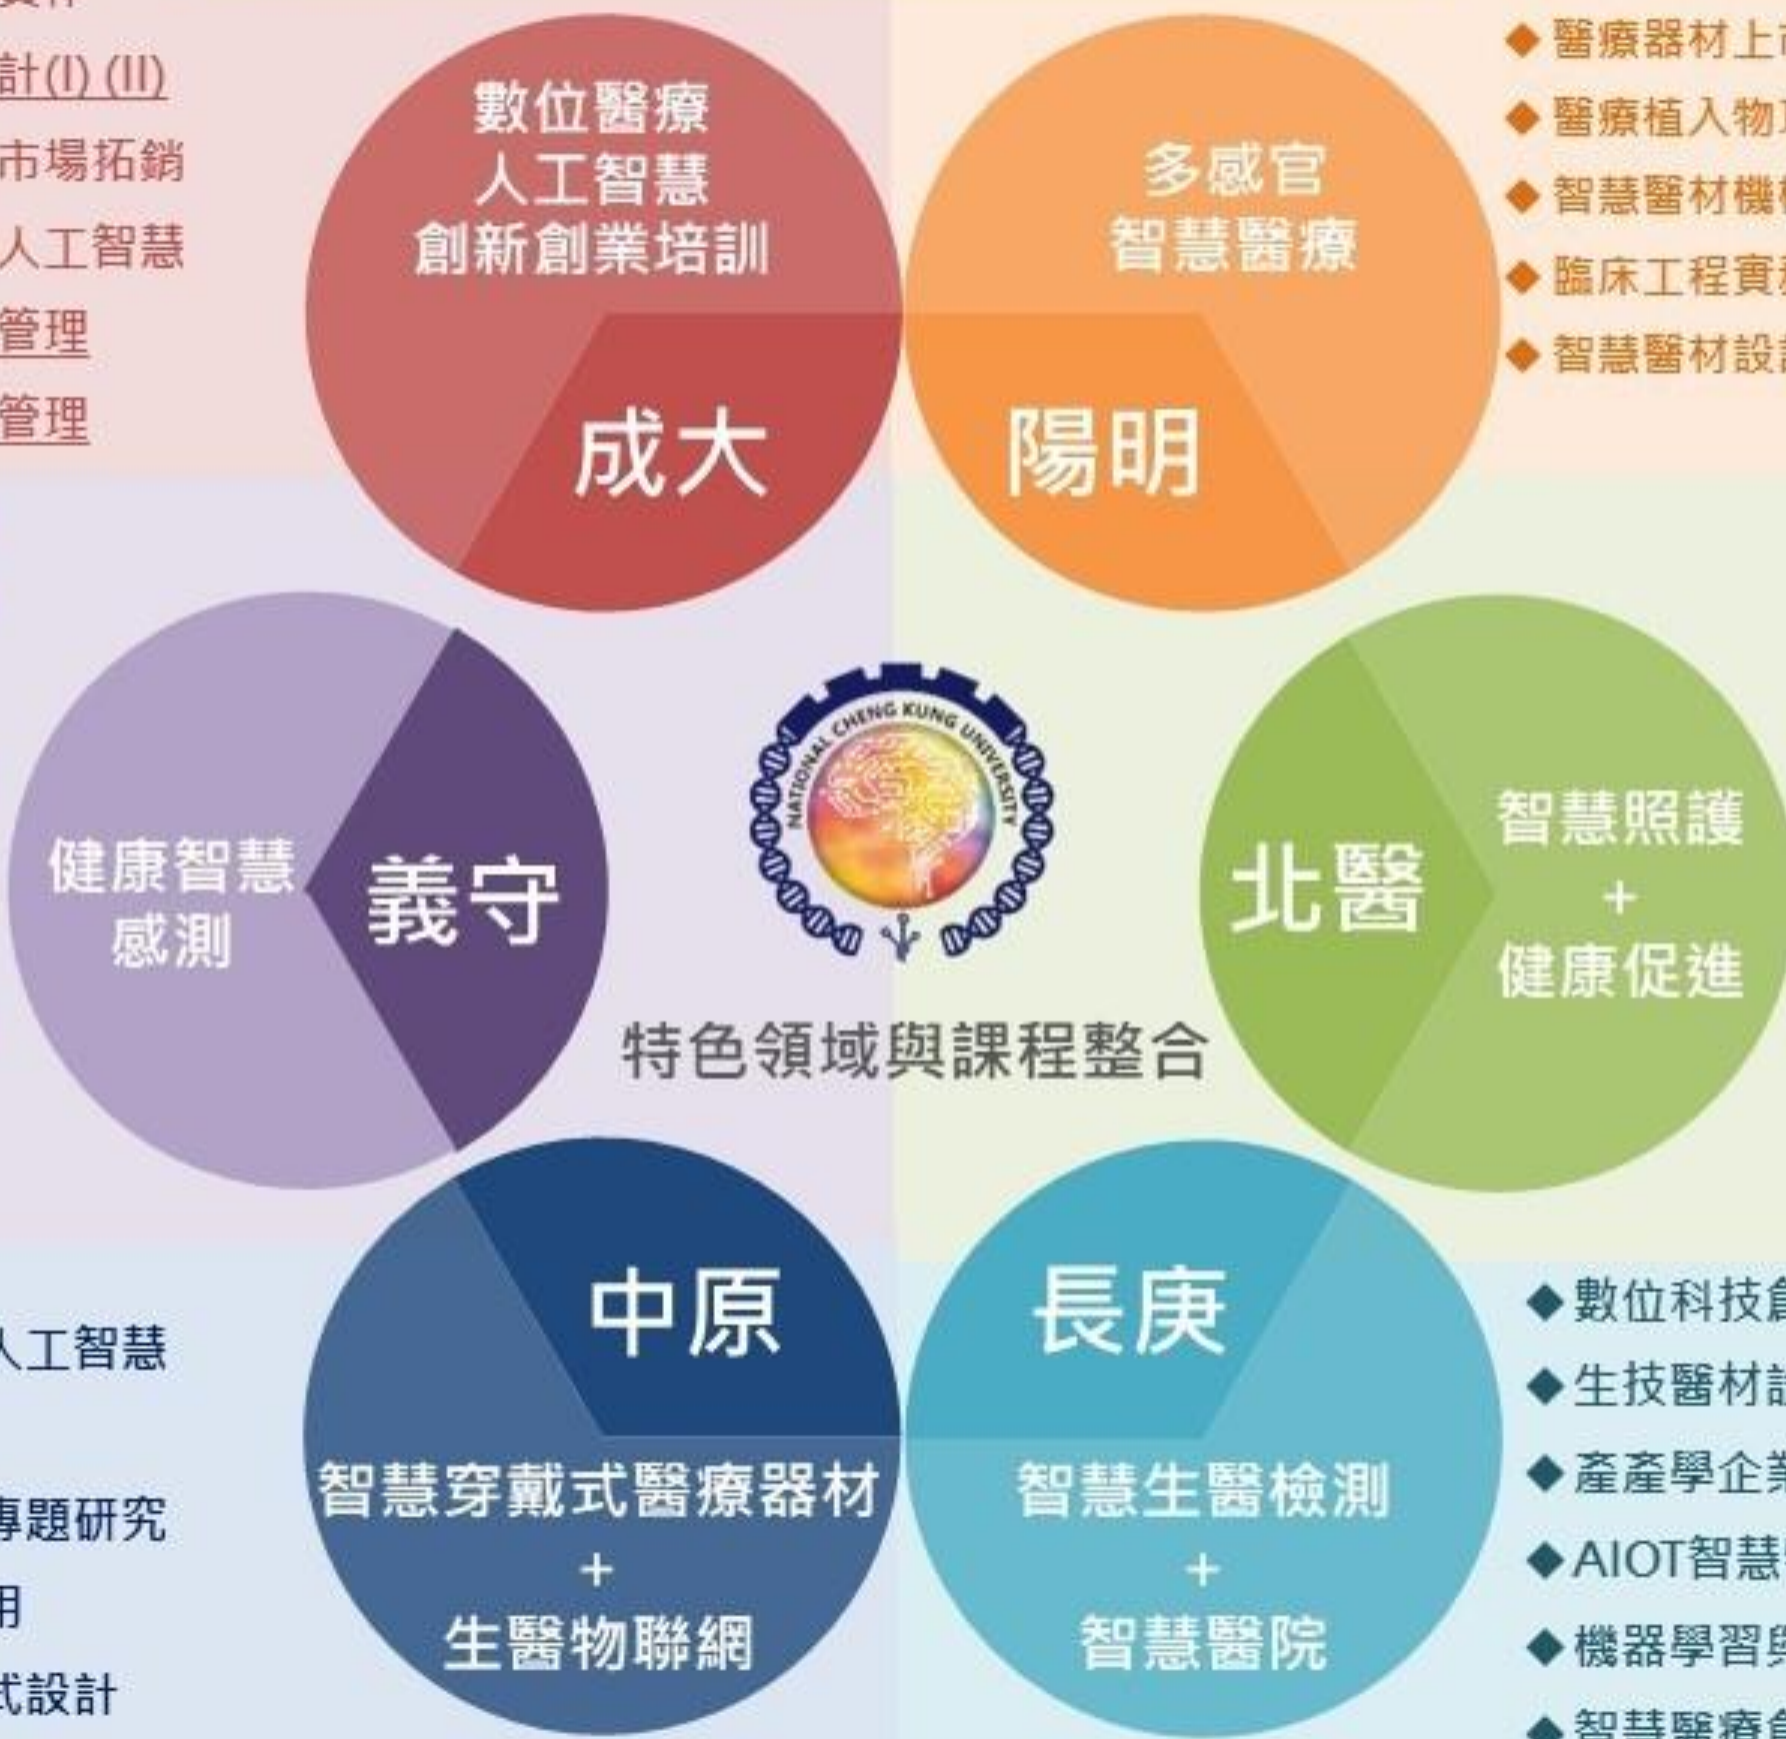 計(I) (II)
市場拓銷
人工智慧
管理
管理
數位醫療
人工智慧
創新創業培訓
成大
多感官
智慧醫療
陽明
◆ 醫療器材上
◆ 醫療植入物
◆ 智慧醫材機
◆ 臨床工程實
◆ 智慧醫材設
健康智慧
感測
義守
NATIONAL CHENG KUNG UNIVERSITY
特色領域與課程整合
北醫
智慧照護
+
健康促進
人工智慧
專題研究
用
式設計
中原
智慧穿戴式醫療器材
+
生醫物聯網
長庚
智慧生醫檢測
+
智慧醫院
◆ 數位科技創
◆ 生技醫材
◆ 產產學企業
◆ AIOT智慧
◆ 機器學習與
◆ 智慧醫療